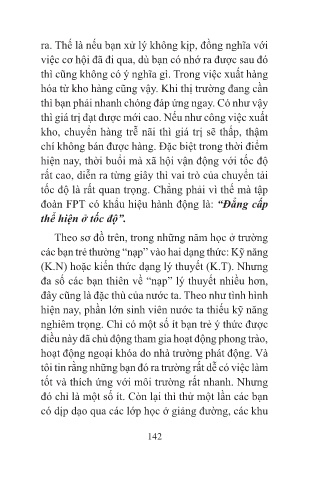 ra. Thế là nếu bạn xử lý không kịp, đồng nghĩa với
việc cơ hội đã đi qua, dù bạn có nhớ ra được sau đó
thì cũng không có ý nghĩa gì. Trong việc xuất hàng
hóa từ kho hàng cũng vậy. Khi thị trường đang cần
thì bạn phải nhanh chóng đáp ứng ngay. Có như vậy
thì giá trị đạt được mới cao. Nếu như công việc xuất
kho, chuyển hàng trễ nãi thì giá trị sẽ thấp, thậm
chí không bán được hàng. Đặc biệt trong thời điểm
hiện nay, thời buổi mà xã hội vận động với tốc độ
rất cao, diễn ra từng giây thì vai trò của chuyển tải
tốc độ là rất quan trọng. Chẳng phải vì thế mà tập
đoàn FPT có khẩu hiệu hành động là: “Đẳng cấp
thể hiện ở tốc độ”.
Theo sơ đồ trên, trong những năm học ở trường
các bạn trẻ thường “nạp” vào hai dạng thức: Kỹ năng
(K.N) hoặc kiến thức dạng lý thuyết (K.T). Nhưng
đa số các bạn thiên về “nạp” lý thuyết nhiều hơn,
đây cũng là đặc thù của nước ta. Theo như tình hình
hiện nay, phần lớn sinh viên nước ta thiếu kỹ năng
nghiêm trọng. Chỉ có một số ít bạn trẻ ý thức được
điều này đã chủ động tham gia hoạt động phong trào,
hoạt động ngoại khóa do nhà trường phát động. Và
tôi tin rằng những bạn đó ra trường rất dễ có việc làm
tốt và thích ứng với môi trường rất nhanh. Nhưng
đó chỉ là một số ít. Còn lại thì thử một lần các bạn
có dịp dạo qua các lớp học ở giảng đường, các khu
142